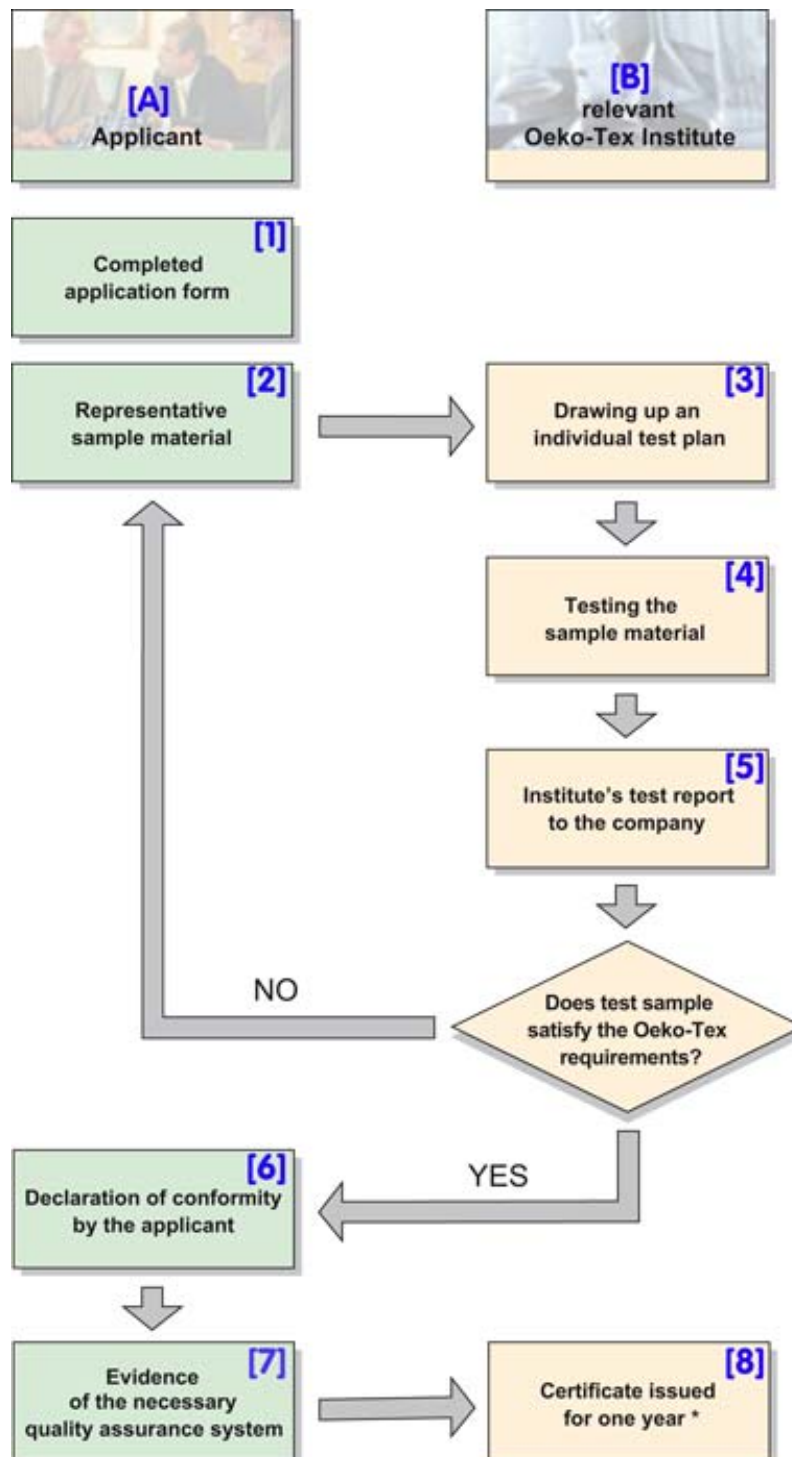 [A]
Applicant
[B]
relevant
Oeko-Tex Institute
[1]
Completed
application form
[2]
Representative
sample material
[3]
Drawing up an
individual test plan
[4]
Testing the
sample material
[5]
Institute's test report
to the company
Does test sample
satisfy the Oeko-Tex
requirements?
NO
YES
[6]
Declaration of conformity
by the applicant
[7]
Evidence
of the necessary
quality assurance system
[8]
Certificate issued
for one year *